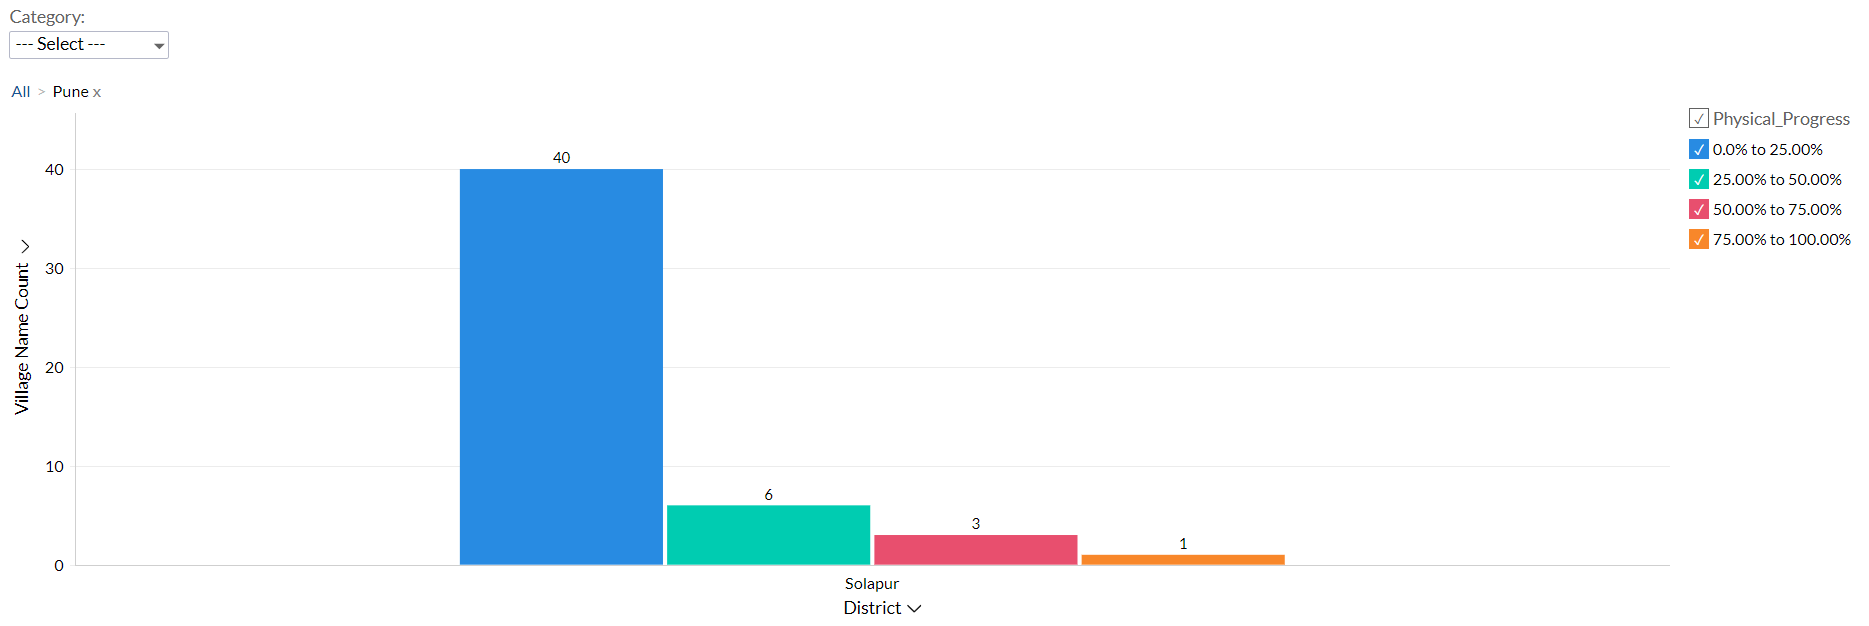 Category:
--- Select ---
All > Pune x
Physical_Progress
0.0% to 25.00%
25.00% to 50.00%
50.00% to 75.00%
75.00% to 100.00%
Village Name Count
40
30
20
10
0
40
6
3
1
Solapur
District